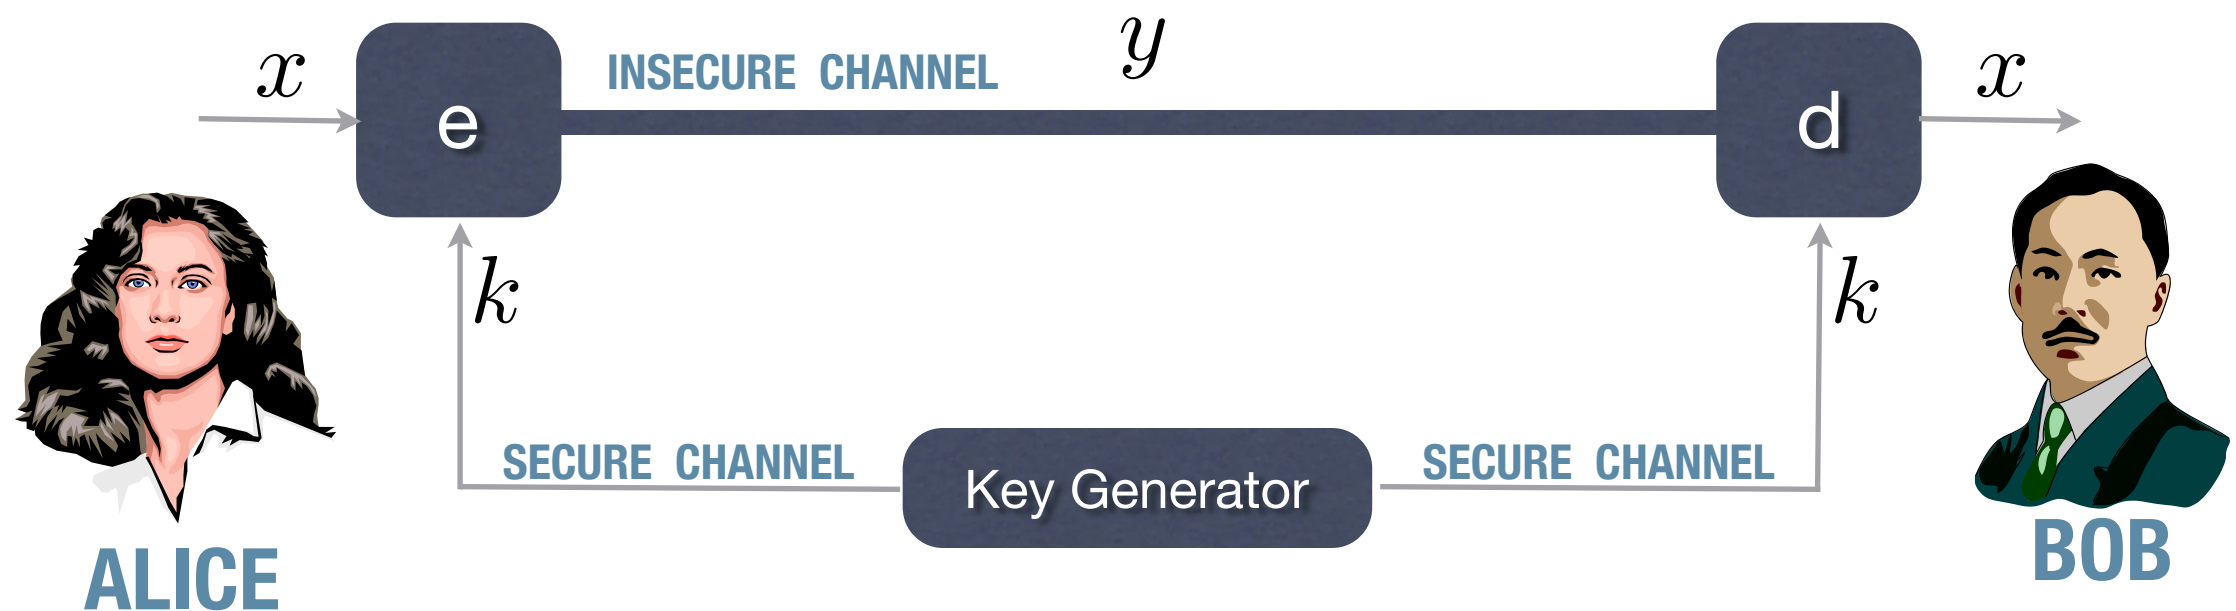 x
e
INSECURE CHANNEL
y
d
x
k
k
SECURE CHANNEL
Key Generator
SECURE CHANNEL
ALICE
BOB